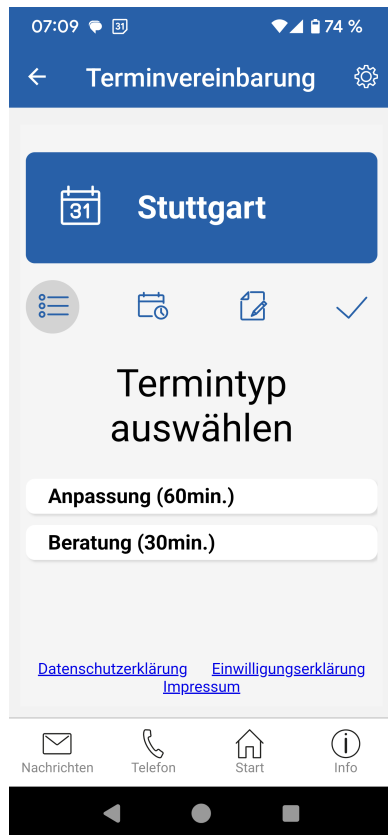 07:09 31 74 %
Terminvereinbarung
31 Stuttgart
Termintyp
auswählen
Anpassung (60min.)
Beratung (30min.)
Datenschutzerklärung Einwilligungserklärung
Impressum
Nachrichten Telefon Start Info